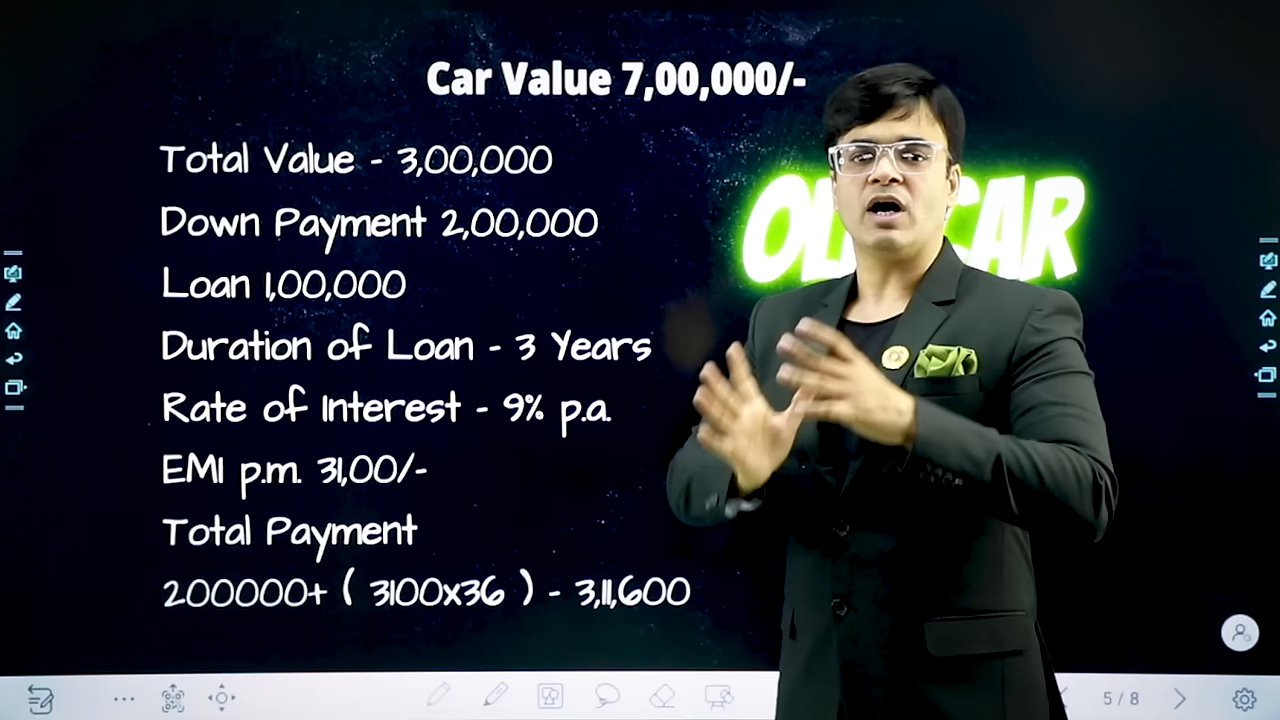 Car Value 7,00,000/-
Total Value - 3,00,000
Down Payment 2,00,000
Loan 1,00,000
Duration of Loan - 3 Years
Rate of Interest - 9% p.a.
EMI p.m. 31,00/-
Total Payment
200000+ ( 3100x36 ) - 3,11,600
CAR
5 / 8